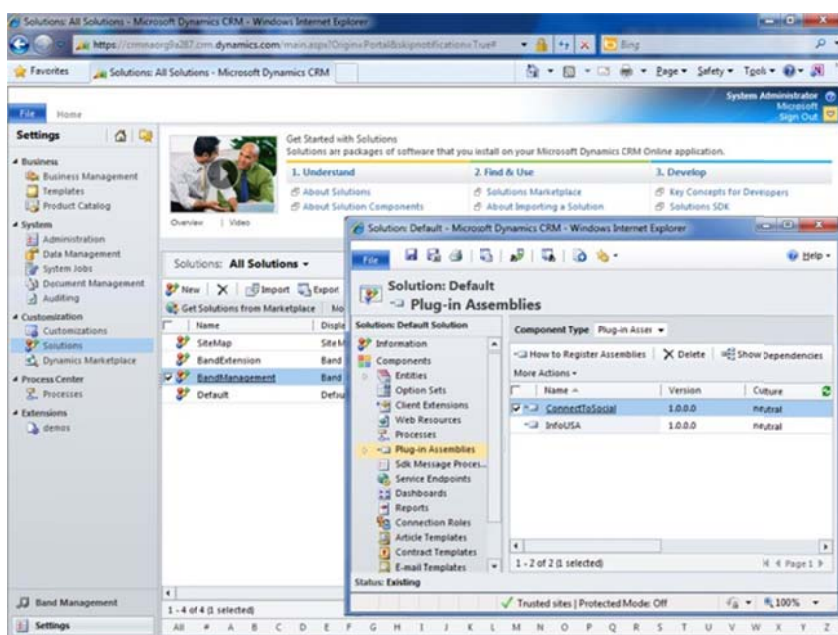 Solutions: All Solutions - Microsoft Dynamics CRM - Windows Internet Explorer
dynamics.com
Bing
Favorites
Solutions: All Solutions - Microsoft Dynamics CRM
Page
Safety
Tools
File
Home
System Administrator
Microsoft
Sign Out
Settings
Business
Business Management
Templates
Product Catalog
System
Administration
Data Management
System Jobs
Document Management
Auditing
Customization
Customizations
Solutions
Dynamics Marketplace
Process Center
Processes
Extensions
demos
Band Management
Settings
Overview | Video
Get Started with Solutions
Solutions are packages of software that you install on your Microsoft Dynamics CRM Online application.
1. Understand
2. Find & Use
3. Develop
About Solutions
Solutions Marketplace
Key Concepts for Developers
About Solution Components
About Importing a Solution
Solutions SDK
Solutions: All Solutions
New
Import
Export
Get Solutions from Marketplace
Name
SiteMap
BandExtension
Band
BandManagement
Band
Default
1 - 4 of 4 (1 selected)
All # A B C D E F G H I J K L M N O P Q R S T U V W X Y Z
Solution: Default - Microsoft Dynamics CRM - Windows Internet Explorer
File
Help
Solution: Default
Plug-in Assemblies
Solution: Default Solution
Information
Components
Entities
Option Sets
Client Extensions
Web Resources
Processes
Plug-in Assemblies
Sdk Message Proces...
Service Endpoints
Dashboards
Reports
Connection Roles
Article Templates
Contract Templates
E-mail Templates
Status: Existing
Component Type Plug-in Asser
How to Register Assemblies
Delete
Show Dependencies
More Actions
Name
Version
Culture
ConnectToSocial
1.0.0.0
neutral
InfoUSA
1.0.0.0
neutral
1 - 2 of 2 (1 selected)
Page 1
Trusted sites | Protected Mode: Off
100%